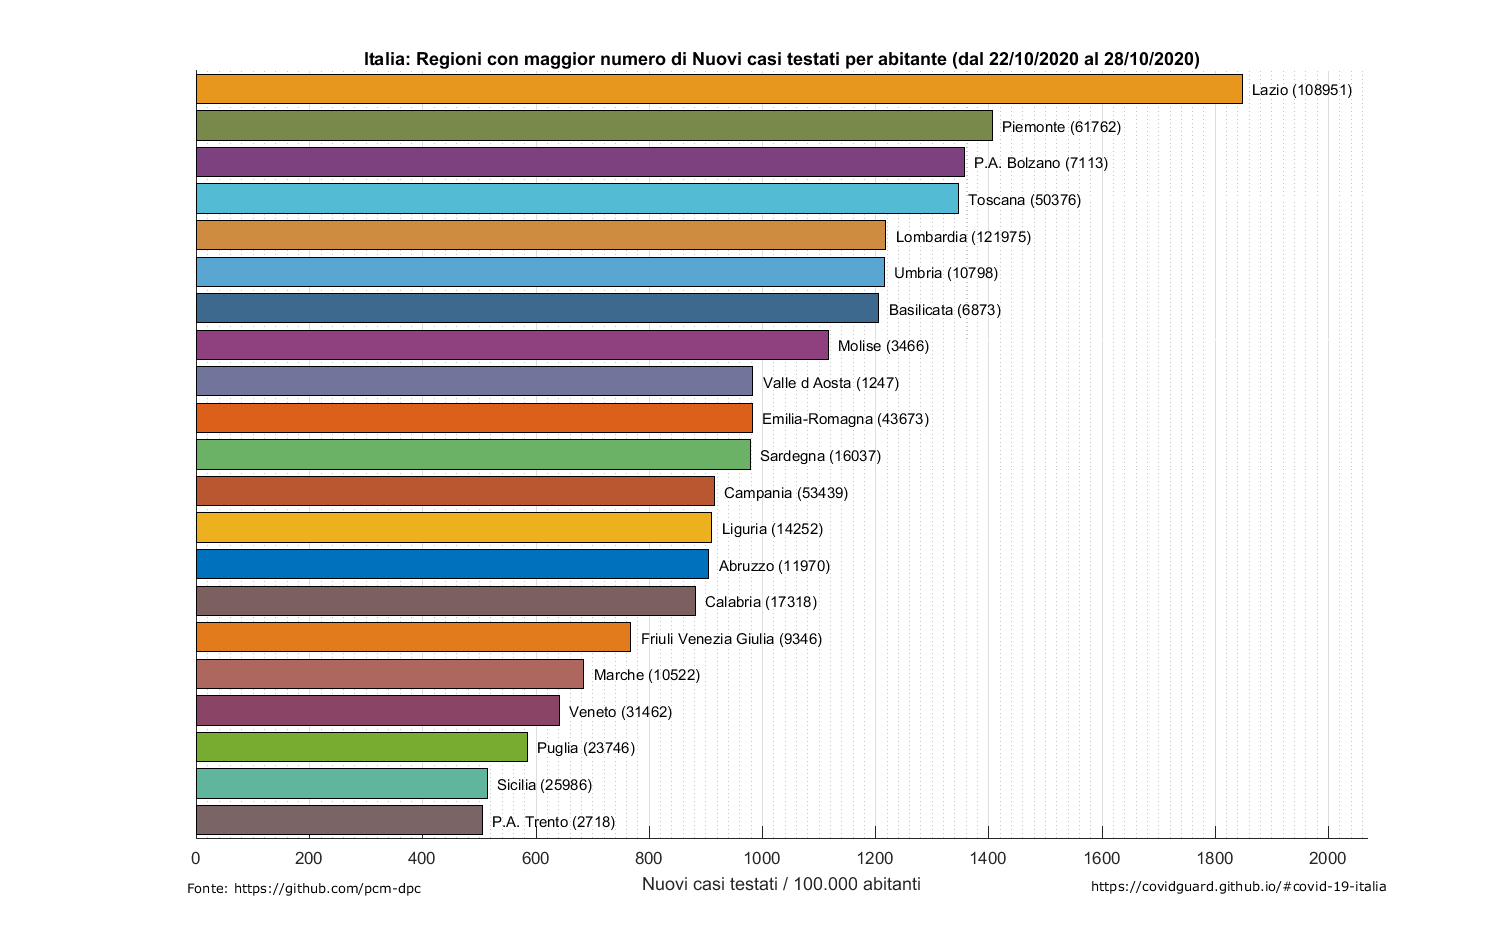 Italia: Regioni con maggior numero di Nuovi casi testati per abitante (dal 22/10/2020 al 28/10/2020)
Lazio (108951)
Piemonte (61762)
P.A. Bolzano (7113)
Toscana (50376)
Lombardia (121975)
Umbria (10798)
Basilicata (6873)
Molise (3466)
Valle d Aosta (1247)
Emilia-Romagna (43673)
Sardegna (16037)
Campania (53439)
Liguria (14252)
Abruzzo (11970)
Calabria (17318)
Friuli Venezia Giulia (9346)
Marche (10522)
Veneto (31462)
Puglia (23746)
Sicilia (25986)
P.A. Trento (2718)
0 200 400 600 800 1000 1200 1400 1600 1800 2000
Nuovi casi testati / 100.000 abitanti
Fonte: https://github.com/pcm-dpc
https://covidguard.github.io/#covid-19-italia